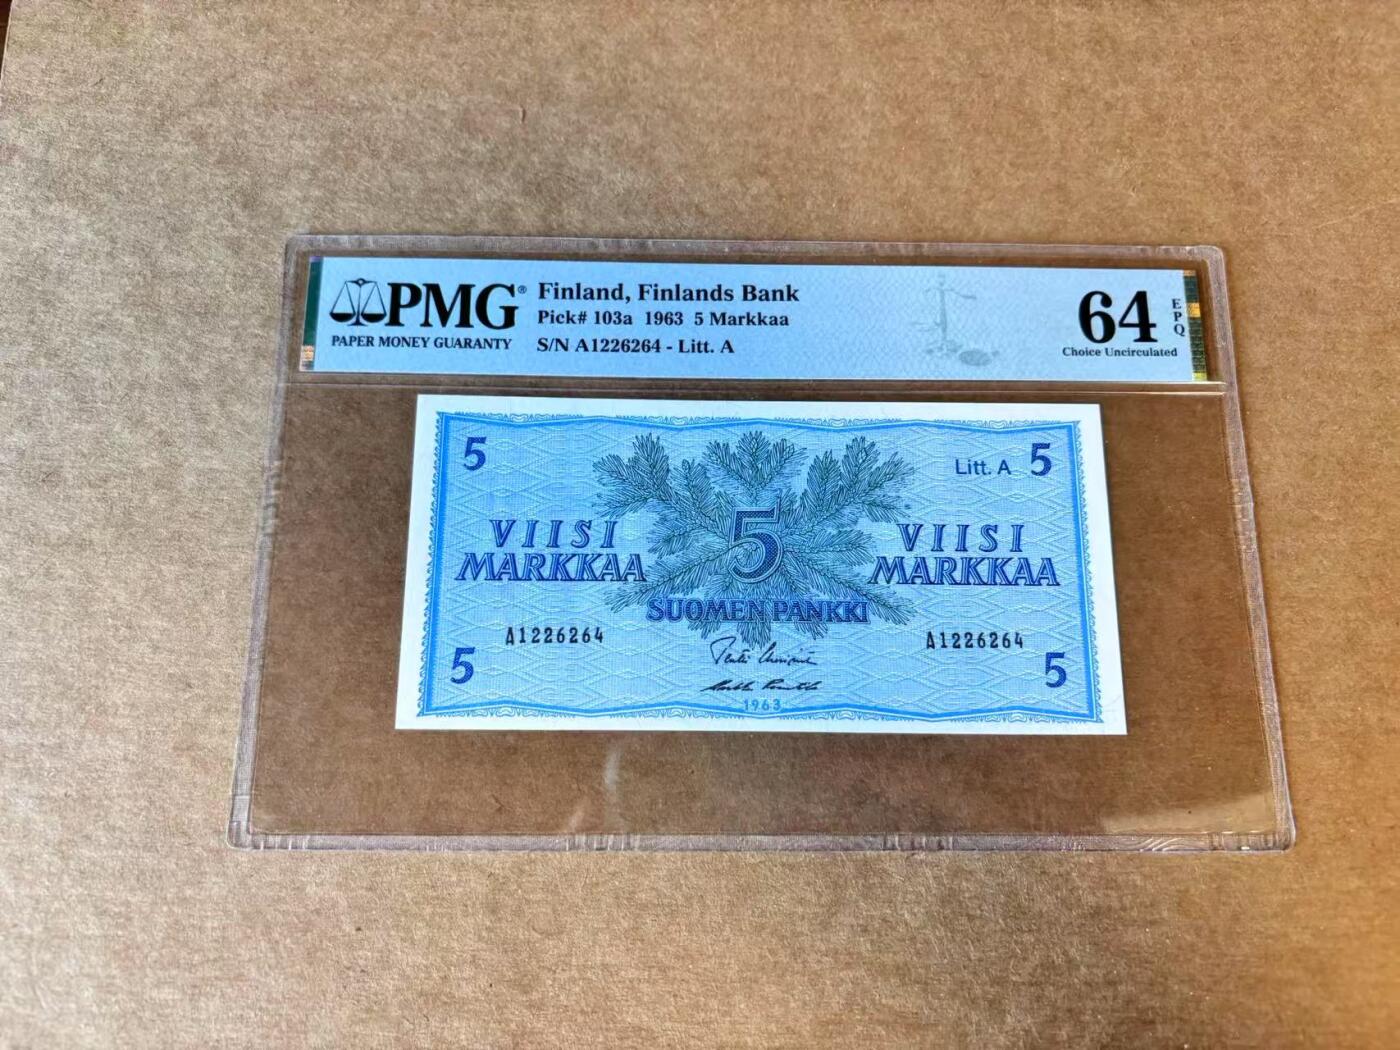 PMG®
PAPER MONEY GUARANTY
Finland, Finlands Bank
Pick# 103a 1963 5 Markkaa
S/N A1226264 - Litt. A
64
EPQ
Choice Uncirculated
5
Litt. A 5
VIISI
MARKKAA
5
VIISI
MARKKAA
SUOMEN PANKKI
A1226264
A1226264
5
5
1963